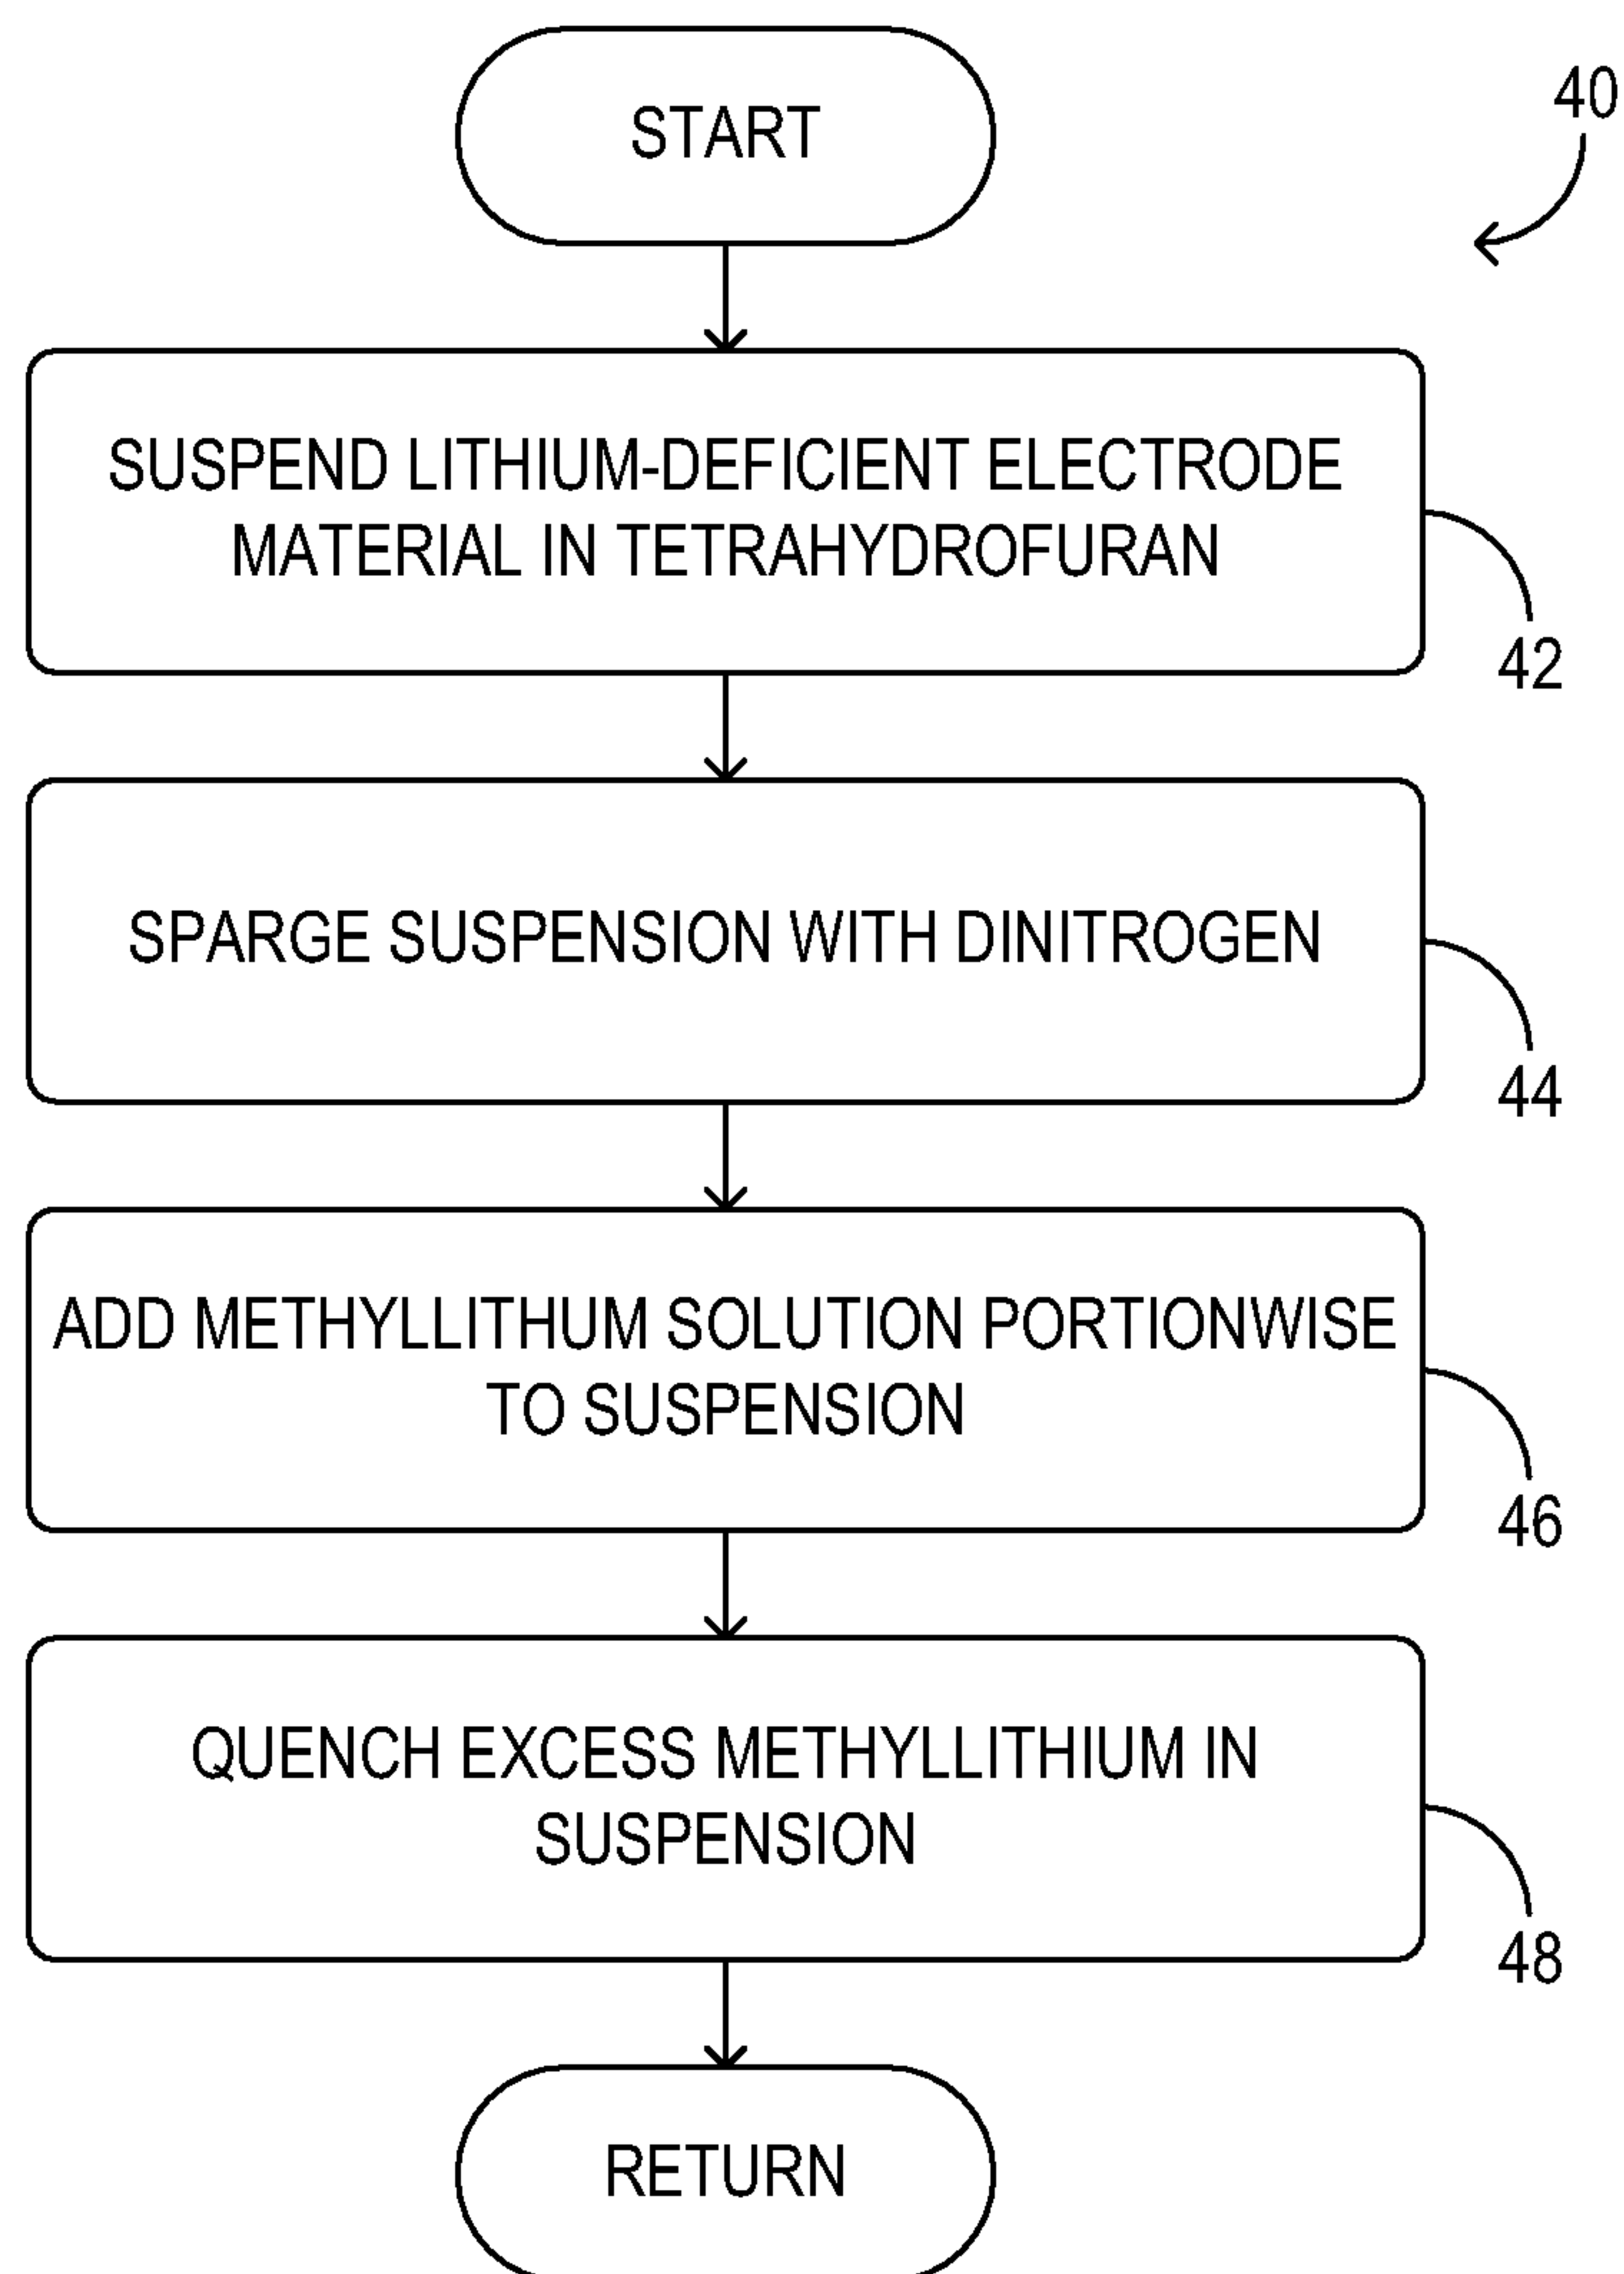 START
40
SUSPEND LITHIUM-DEFICIENT ELECTRODE
MATERIAL IN TETRAHYDROFURAN
42
SPARGE SUSPENSION WITH DINITROGEN
44
ADD METHYLLITHUM SOLUTION PORTIONWISE
TO SUSPENSION
46
QUENCH EXCESS METHYLLITHIUM IN
SUSPENSION
48
RETURN